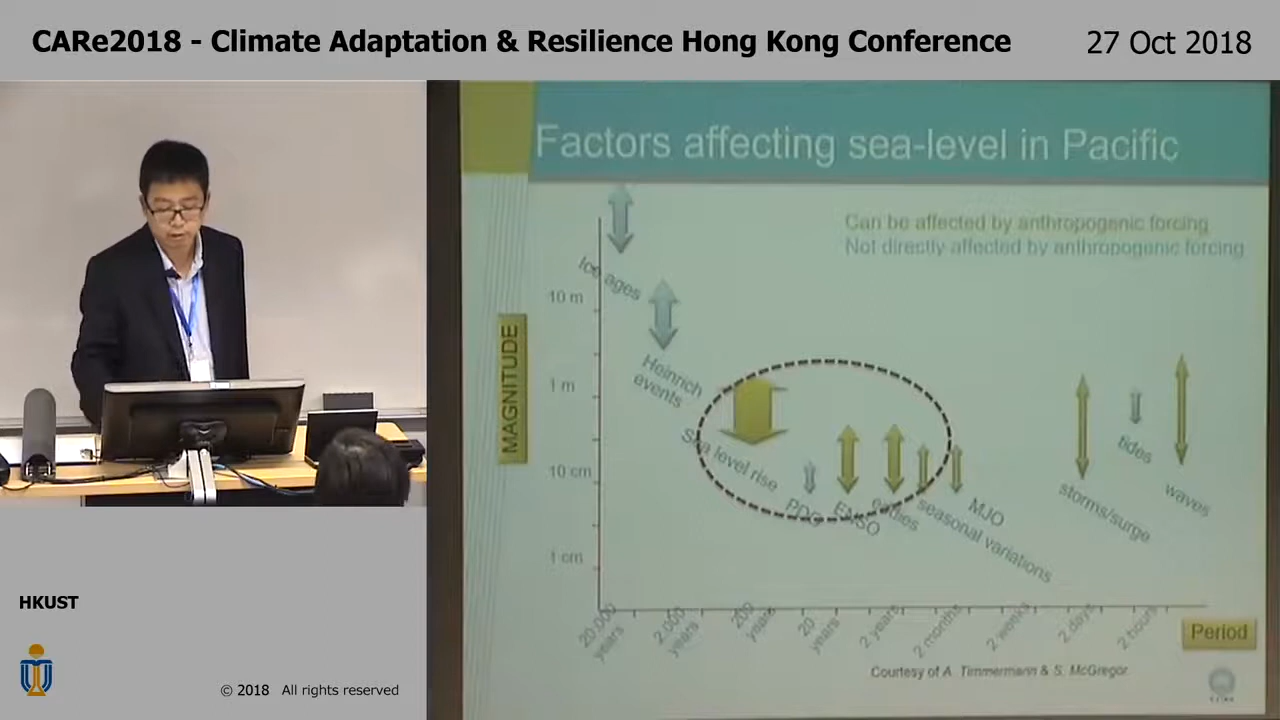 CARe2018 - Climate Adaptation & Resilience Hong Kong Conference
27 Oct 2018
Factors affecting sea-level in Pacific
Can be affected by anthropogenic forcing
Not directly affected by anthropogenic forcing
MAGNITUDE
10 m
1 m
10 cm
1 cm
Ice ages
Heinrich
events
Sea level rise
PDO
ENSO
eddies
seasonal variations
MJO
storms/surge
tides
waves
20,000
years
2,000
years
200
years
20
years
2 years
2 months
2 weeks
2 days
2 hours
Period
Courtesy of A. Timmermann & S. McGregor
HKUST
© 2018 All rights reserved